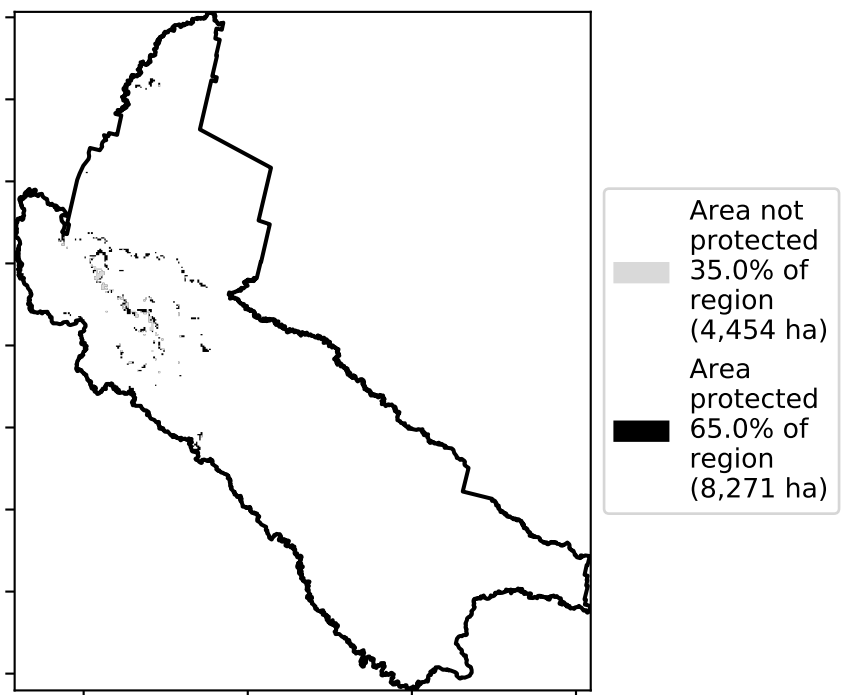 Area not
protected
35.0% of
region
(4,454 ha)
Area
protected
65.0% of
region
(8,271 ha)